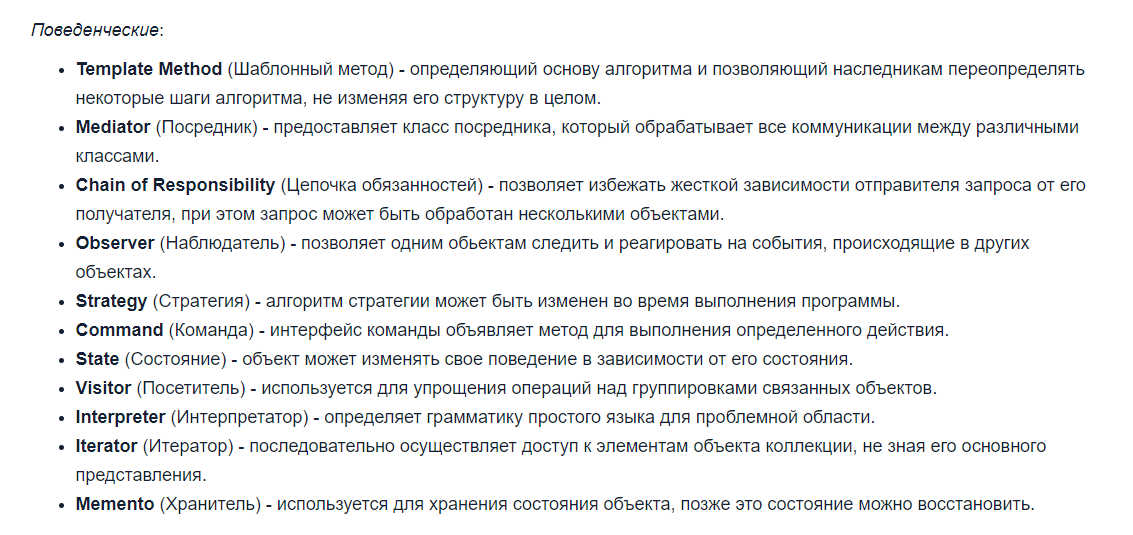 Поведенческие:
• Template Method (Шаблонный метод) - определяющий основу алгоритма и позволяющий наследникам переопределять
некоторые шаги алгоритма, не изменяя его структуру в целом.
• Mediator (Посредник) - предоставляет класс посредника, который обрабатывает все коммуникации между различными
классами.
• Chain of Responsibility (Цепочка обязанностей) - позволяет избежать жесткой зависимости отправителя запроса от его
получателя, при этом запрос может быть обработан несколькими объектами.
• Observer (Наблюдатель) - позволяет одним обьектам следить и реагировать на события, происходящие в других
объектах.
• Strategy (Стратегия) - алгоритм стратегии может быть изменен во время выполнения программы.
• Command (Команда) - интерфейс команды объявляет метод для выполнения определенного действия.
• State (Состояние) - объект может изменять свое поведение в зависимости от его состояния.
• Visitor (Посетитель) - используется для упрощения операций над группировками связанных объектов.
• Interpreter (Интерпретатор) - определяет грамматику простого языка для проблемной области.
• Iterator (Итератор) - последовательно осуществляет доступ к элементам объекта коллекции, не зная его основного
представления.
• Memento (Хранитель) - используется для хранения состояния объекта, позже это состояние можно восстановить.